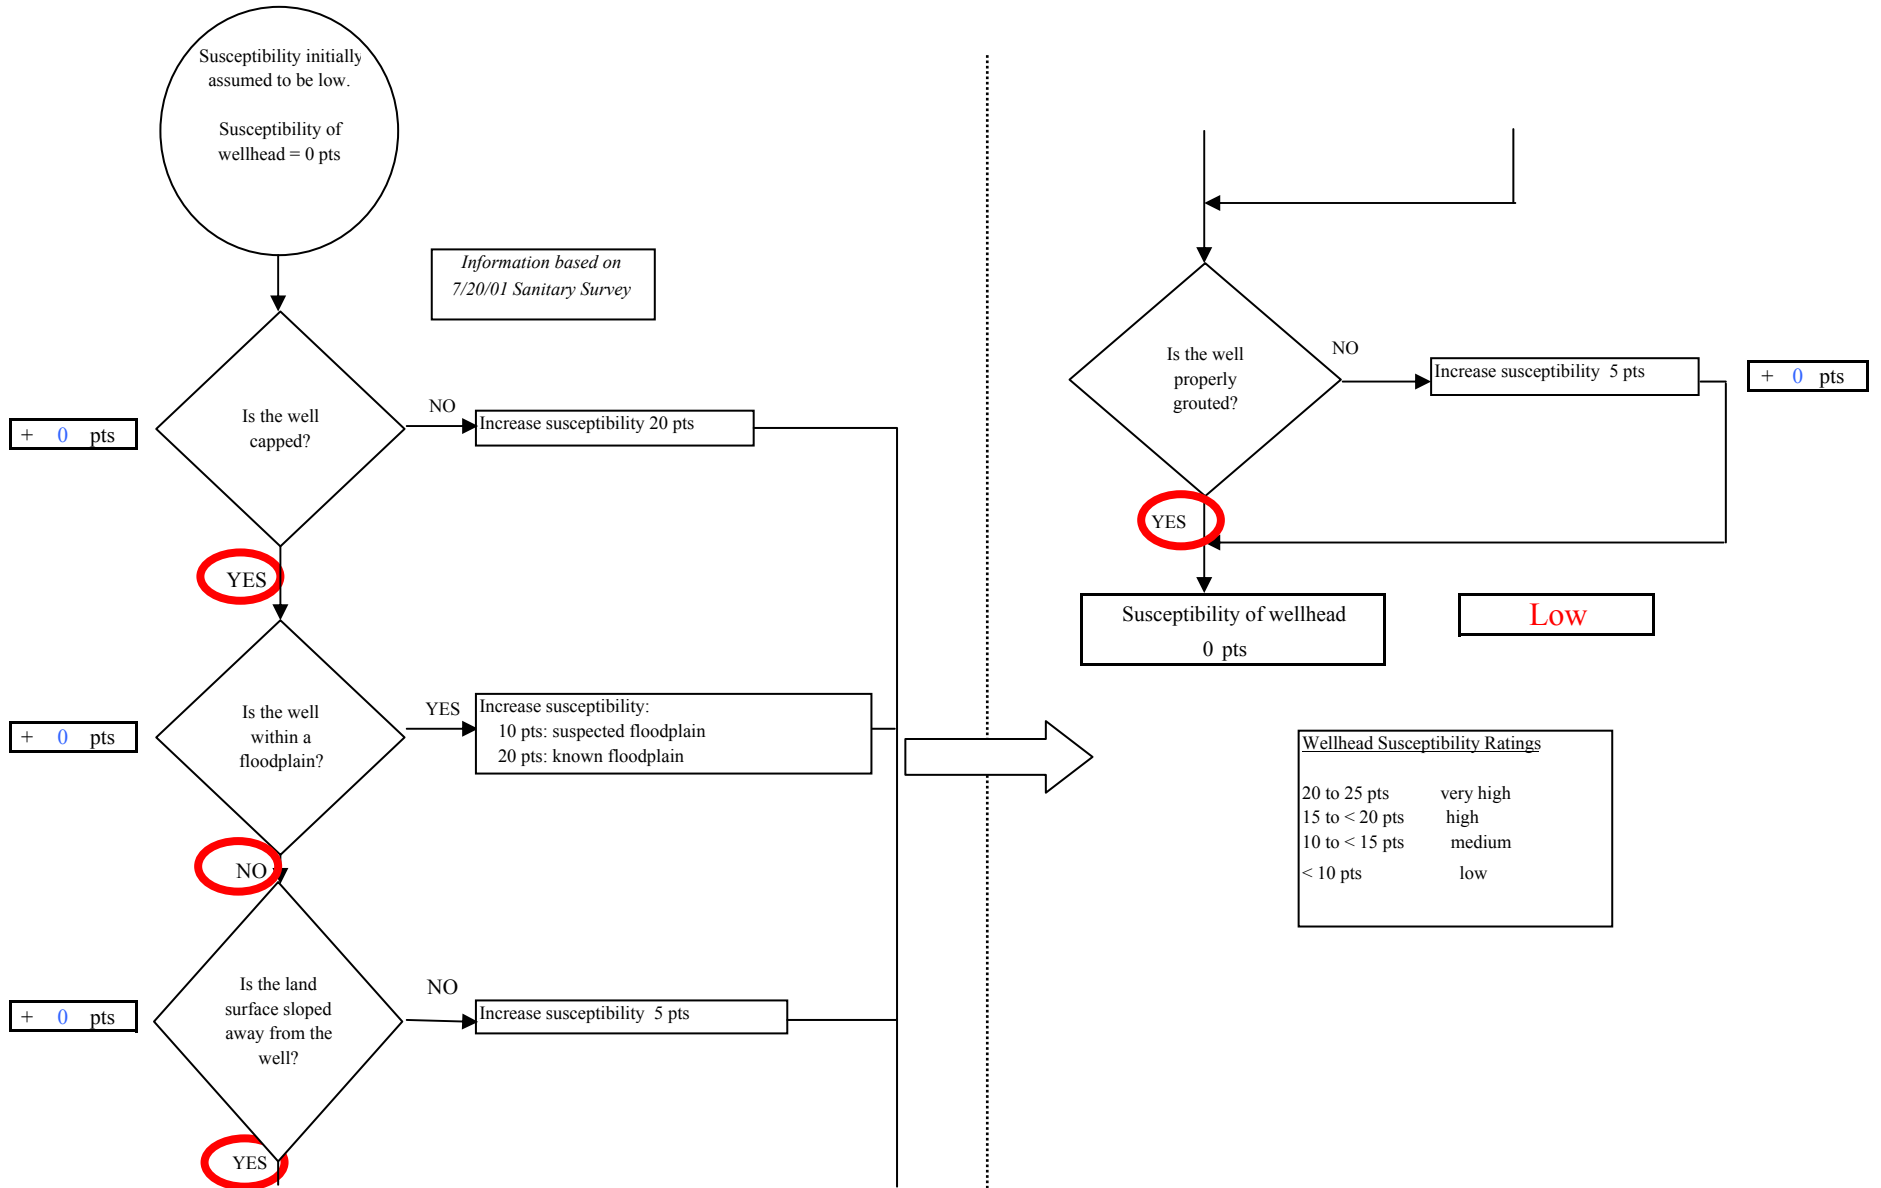 Susceptibility initially
assumed to be low.
Susceptibility of
wellhead = 0 pts
Information based on
7/20/01 Sanitary Survey
+ 0 pts
Is the well
capped?
NO
Increase susceptibility 20 pts
YES
+ 0 pts
Is the well
within a
floodplain?
YES
Increase susceptibility:
10 pts: suspected floodplain
20 pts: known floodplain
NO
+ 0 pts
Is the land
surface sloped
away from the
well?
NO
Increase susceptibility 5 pts
YES
Is the well
properly
grouted?
NO
Increase susceptibility 5 pts
+ 0 pts
YES
Susceptibility of wellhead
0 pts
Low
Wellhead Susceptibility Ratings
20 to 25 pts very high
15 to < 20 pts high
10 to < 15 pts medium
< 10 pts low